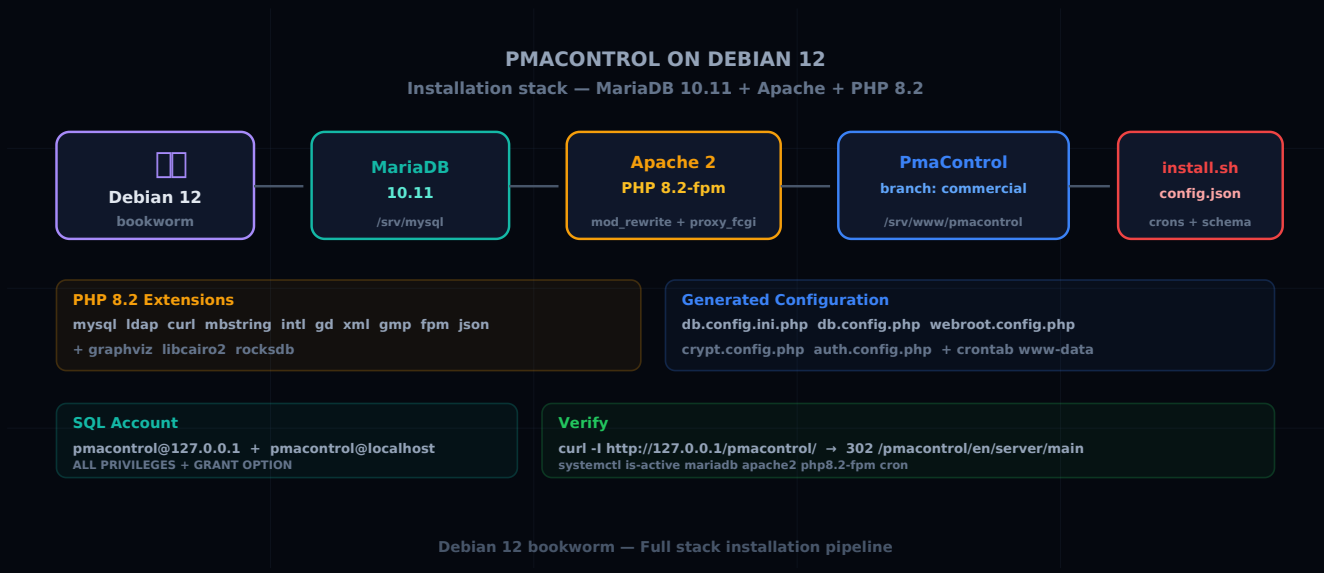 PMACONTROL ON DEBIAN 12
Installation stack — MariaDB 10.11 + Apache + PHP 8.2
Debian 12
bookworm
MariaDB
10.11
/srv/mysql
Apache 2
PHP 8.2-fpm
mod_rewrite + proxy_fcgi
PmaControl
branch: commercial
/srv/www/pmacontrol
install.sh
config.json
crons + schema
PHP 8.2 Extensions
mysql ldap curl mbstring intl gd xml gmp fpm json
+ graphviz libcairo2 rocksdb
Generated Configuration
db.config.ini.php db.config.php webroot.config.php
crypt.config.php auth.config.php + crontab www-data
SQL Account
pmacontrol@127.0.0.1 + pmacontrol@localhost
ALL PRIVILEGES + GRANT OPTION
Verify
curl -I http://127.0.0.1/pmacontrol/ → 302 /pmacontrol/en/server/main
systemctl is-active mariadb apache2 php8.2-fpm cron
Debian 12 bookworm — Full stack installation pipeline